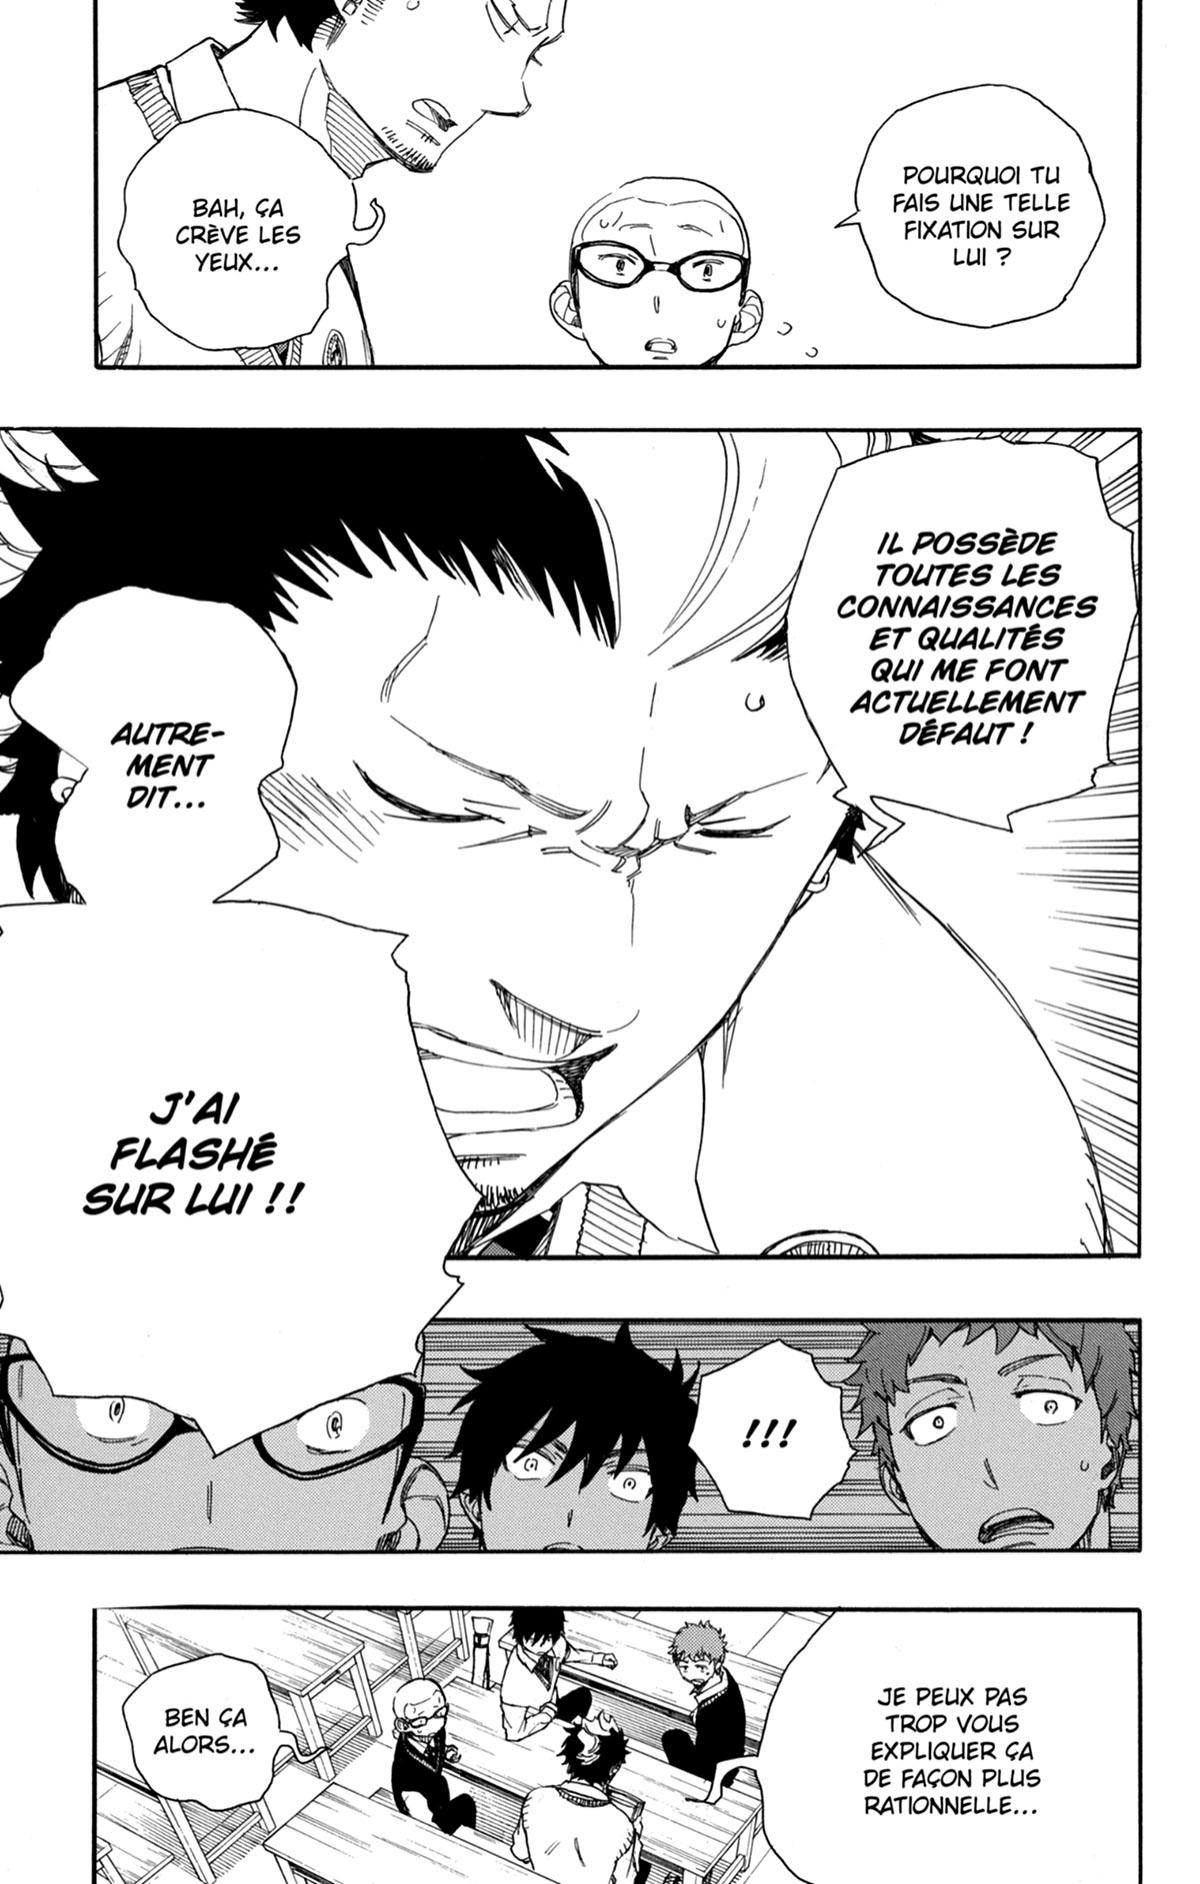 POURQUOI TU
FAIS UNE TELLE
FIXATION SUR
LUI ?
BAH, ÇA
CRÈVE LES
YEUX...
IL POSSÈDE
TOUTES LES
CONNAISSANCES
ET QUALITÉS
QUI ME FONT
ACTUELLEMENT
DÉFAUT !
AUTRE-
MENT
DIT...
J'AI
FLASHÉ
SUR LUI !!
!!!
JE PEUX PAS
TROP VOUS
EXPLIQUER ÇA
DE FAÇON PLUS
RATIONNELLE...
BEN ÇA
ALORS...